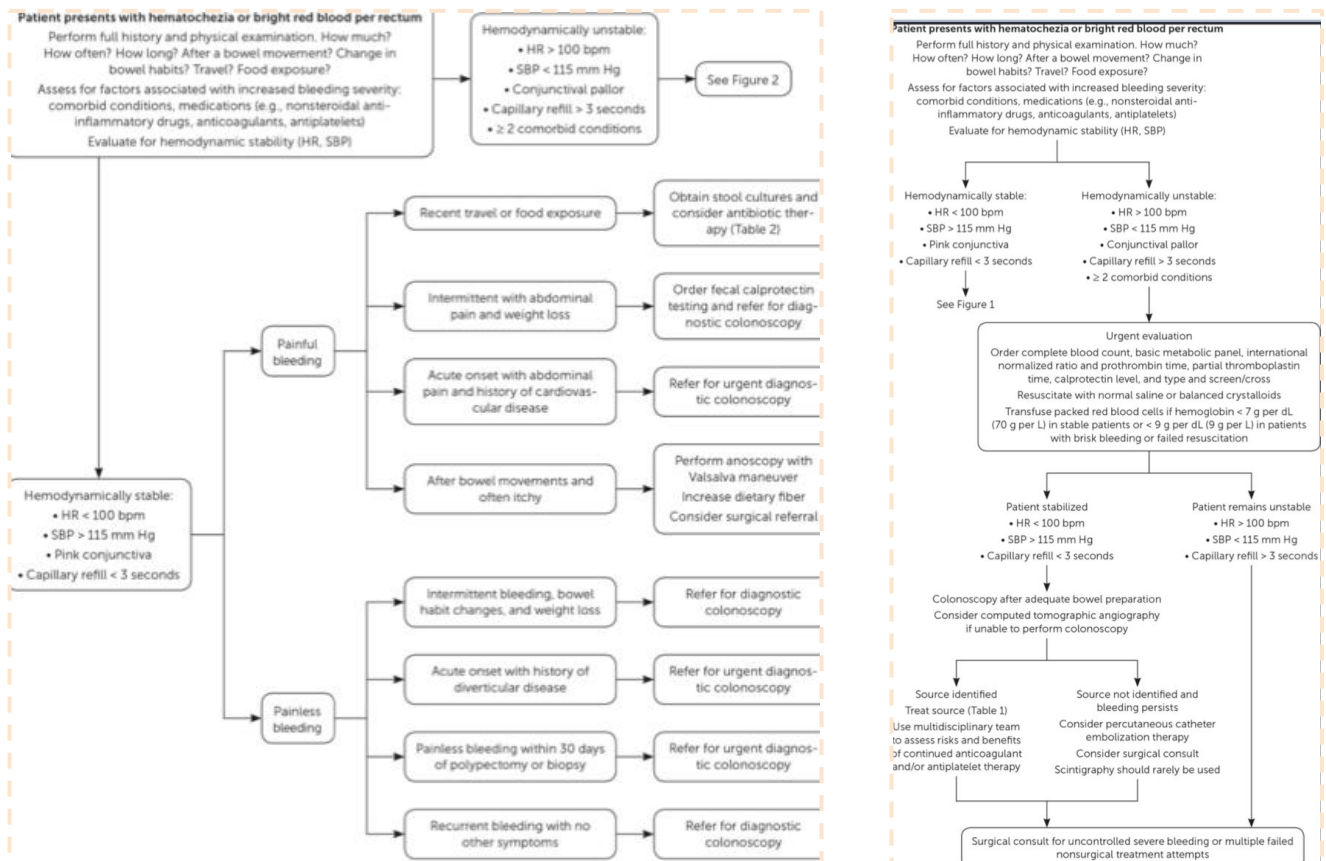 Patient presents with hematochezia or bright red blood per rectum
Perform full history and physical examination. How much?
How often? How long? After a bowel movement? Change in
bowel habits? Travel? Food exposure?
Assess for factors associated with increased bleeding severity:
comorbid conditions, medications (e.g., nonsteroidal anti-
inflammatory drugs, anticoagulants, antiplatelets)
Evaluate for hemodynamic stability (HR, SBP)
Hemodynamically unstable:
• HR > 100 bpm
• SBP < 115 mm Hg
• Conjunctival pallor
• Capillary refill > 3 seconds
• ≥ 2 comorbid conditions
See Figure 2
Hemodynamically stable:
• HR < 100 bpm
• SBP > 115 mm Hg
• Pink conjunctiva
• Capillary refill < 3 seconds
Painful
bleeding
Recent travel or food exposure
Obtain stool cultures and
consider antibiotic ther-
apy (Table 2)
Intermittent with abdominal
pain and weight loss
Order fecal calprotectin
testing and refer for diag-
nostic colonoscopy
Acute onset with abdominal
pain and history of cardiovas-
cular disease
Refer for urgent diagnos-
tic colonoscopy
After bowel movements and
often itchy
Perform anoscopy with
Valsalva maneuver
Increase dietary fiber
Consider surgical referral
Painless
bleeding
Intermittent bleeding, bowel
habit changes, and weight loss
Refer for diagnostic
colonoscopy
Acute onset with history of
diverticular disease
Refer for urgent diagnos-
tic colonoscopy
Painless bleeding within 30 days
of polypectomy or biopsy
Refer for urgent diagnos-
tic colonoscopy
Recurrent bleeding with no
other symptoms
Refer for diagnostic
colonoscopy
Patient presents with hematochezia or bright red blood per rectum
Perform full history and physical examination. How much?
How often? How long? After a bowel movement? Change in
bowel habits? Travel? Food exposure?
Assess for factors associated with increased bleeding severity:
comorbid conditions, medications (e.g., nonsteroidal anti-
inflammatory drugs, anticoagulants, antiplatelets)
Evaluate for hemodynamic stability (HR, SBP)
Hemodynamically stable:
• HR < 100 bpm
• SBP > 115 mm Hg
• Pink conjunctiva
• Capillary refill < 3 seconds
See Figure 1
Hemodynamically unstable:
• HR > 100 bpm
• SBP < 115 mm Hg
• Conjunctival pallor
• Capillary refill > 3 seconds
• ≥ 2 comorbid conditions
Urgent evaluation
Order complete blood count, basic metabolic panel, international
normalized ratio and prothrombin time, partial thromboplastin
time, calprotectin level, and type and screen/cross
Resuscitate with normal saline or balanced crystalloids
Transfuse packed red blood cells if hemoglobin < 7 g per dL
(70 g per L) in stable patients or < 9 g per dL (9 g per L) in patients
with brisk bleeding or failed resuscitation
Patient stabilized
• HR < 100 bpm
• SBP > 115 mm Hg
• Capillary refill < 3 seconds
Patient remains unstable
• HR > 100 bpm
• SBP < 115 mm Hg
• Capillary refill > 3 seconds
Colonoscopy after adequate bowel preparation
Consider computed tomographic angiography
if unable to perform colonoscopy
Source identified
Treat source (Table 1)
Use multidisciplinary team
to assess risks and benefits
of continued anticoagulant
and/or antiplatelet therapy
Source not identified and
bleeding persists
Consider percutaneous catheter
embolization therapy
Consider surgical consult
Scintigraphy should rarely be used
Surgical consult for uncontrolled severe bleeding or multiple failed
nonsurgical treatment attempts